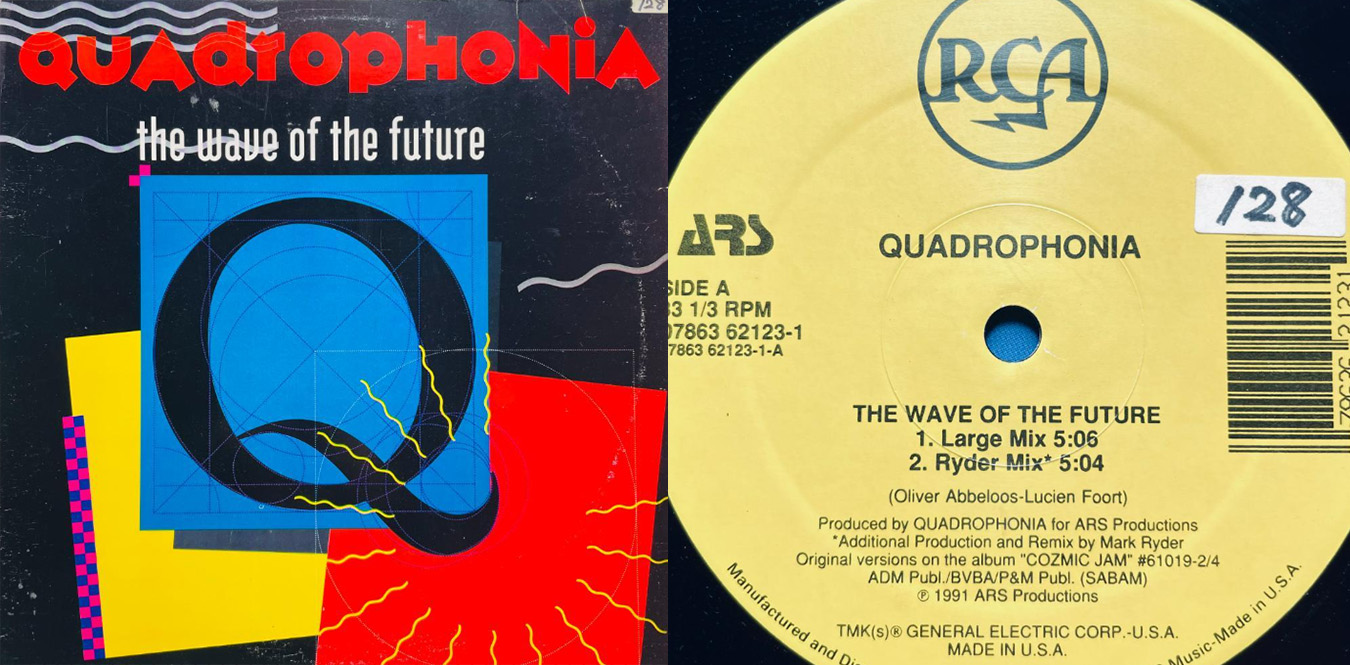 128
QUAdropHoNiA
the wave of the future
RCA
128
ARS
QUADROPHONIA
SIDE A
33 1/3 RPM
07863 62123-1
7863 62123-1-A
THE WAVE OF THE FUTURE
1. Large Mix 5:06
2. Ryder Mix* 5:04
(Oliver Abbeloos-Lucien Foort)
Produced by QUADROPHONIA for ARS Productions
*Additional Production and Remix by Mark Ryder
Original versions on the album "COZMIC JAM" #61019-2/4
ADM Publ./BVBA/P&M Publ. (SABAM)
℗ 1991 ARS Productions
TMK(s)® GENERAL ELECTRIC CORP.-U.S.A.
MADE IN U.S.A.
Manufactured and
Music-Made in U.S.A.